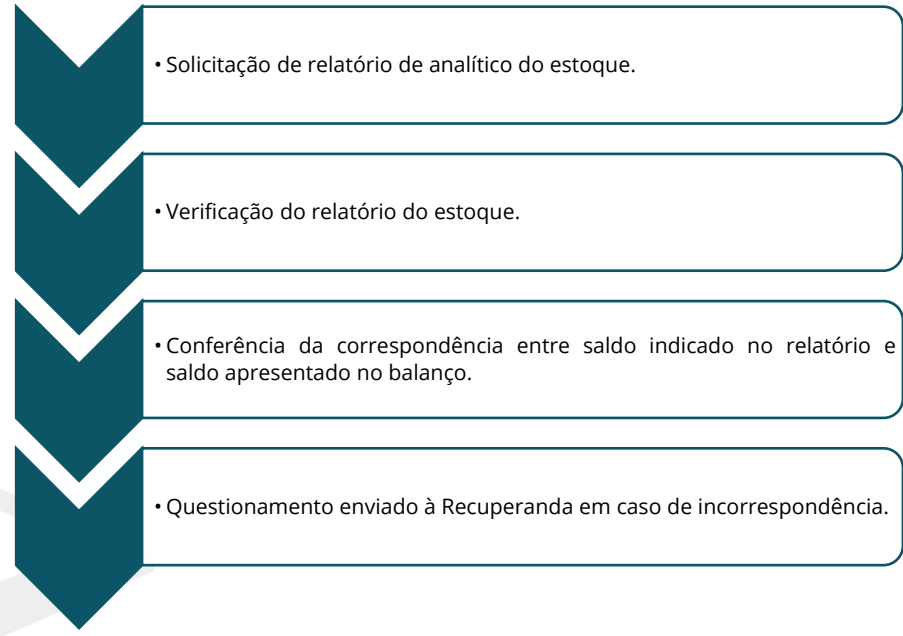 • Solicitação de relatório de analítico do estoque.
• Verificação do relatório do estoque.
• Conferência da correspondência entre saldo indicado no relatório e
saldo apresentado no balanço.
• Questionamento enviado à Recuperanda em caso de incorrespondência.